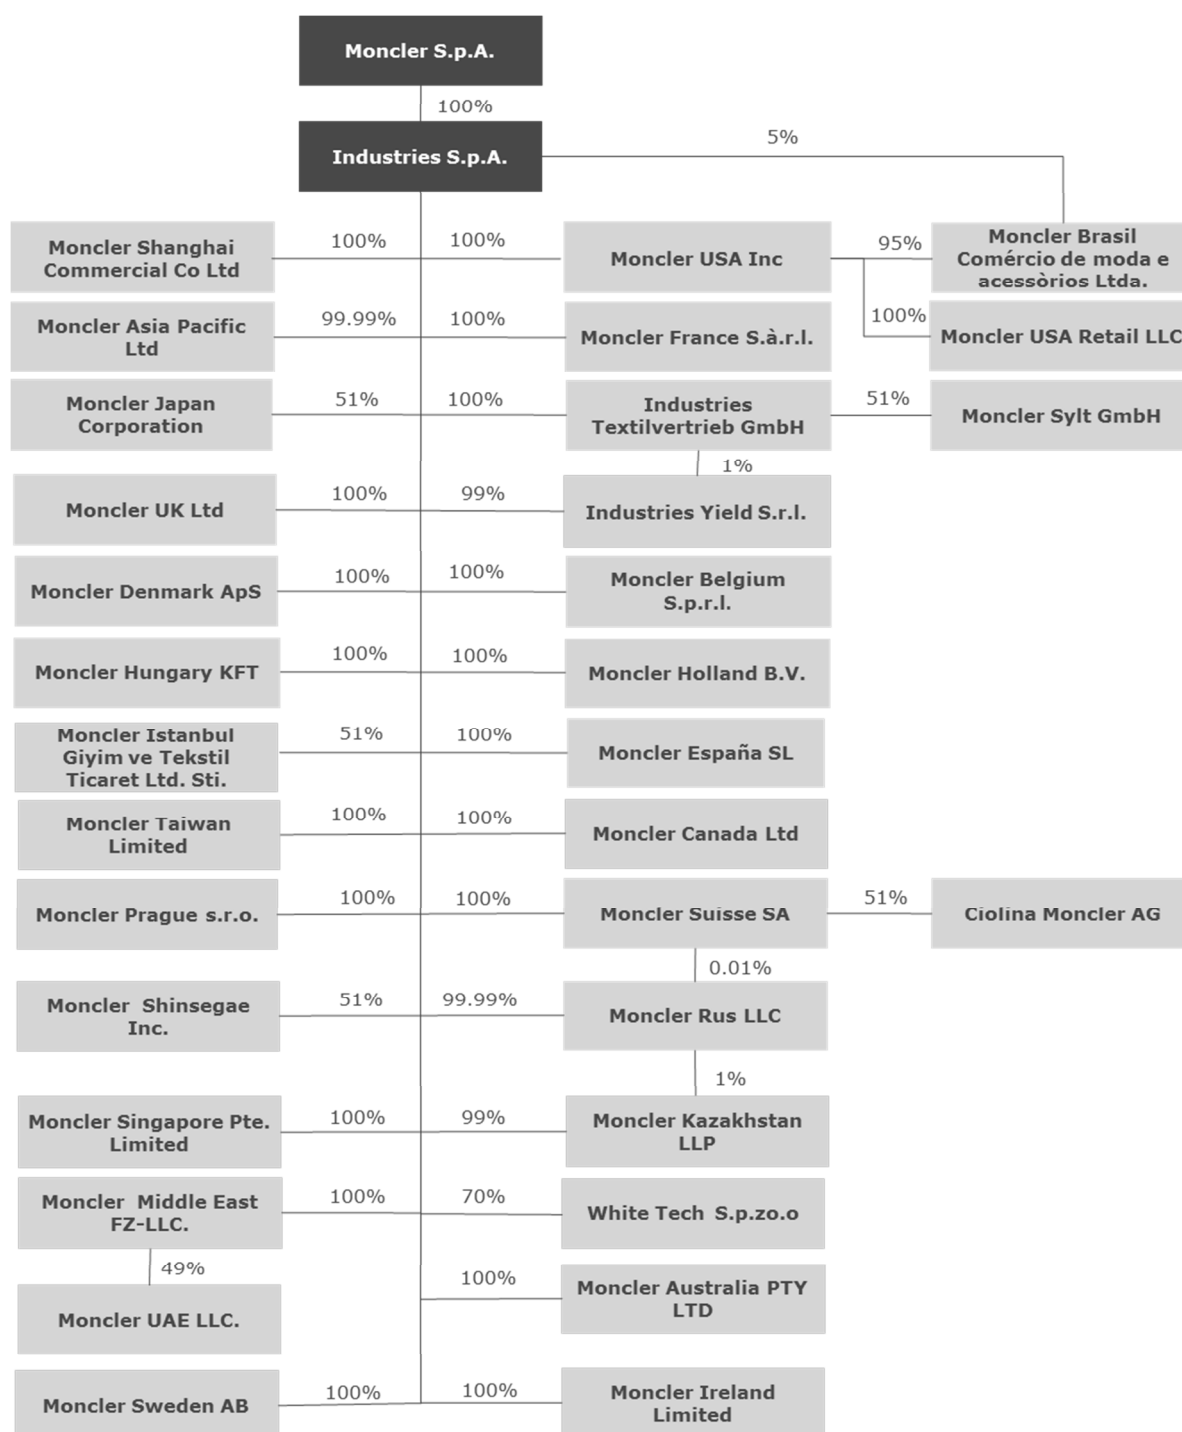 Moncler S.p.A.
100%
Industries S.p.A.
5%
Moncler Shanghai
Commercial Co Ltd
100%
100%
Moncler USA Inc
95%
Moncler Brasil
Comércio de moda e
acessòrios Ltda.
Moncler Asia Pacific
Ltd
99.99%
100%
Moncler France S.à.r.l.
100%
Moncler USA Retail LLC
Moncler Japan
Corporation
51%
100%
Industries
Textilvertrieb GmbH
51%
Moncler Sylt GmbH
1%
Moncler UK Ltd
100%
99%
Industries Yield S.r.l.
Moncler Denmark ApS
100%
100%
Moncler Belgium
S.p.r.l.
Moncler Hungary KFT
100%
100%
Moncler Holland B.V.
Moncler Istanbul
Giyim ve Tekstil
Ticaret Ltd. Sti.
51%
100%
Moncler España SL
Moncler Taiwan
Limited
100%
100%
Moncler Canada Ltd
Moncler Prague s.r.o.
100%
100%
Moncler Suisse SA
51%
Ciolina Moncler AG
0.01%
Moncler Shinsegae
Inc.
51%
99.99%
Moncler Rus LLC
1%
Moncler Singapore Pte.
Limited
100%
99%
Moncler Kazakhstan
LLP
Moncler Middle East
FZ-LLC.
100%
70%
White Tech S.p.zo.o
49%
Moncler UAE LLC.
100%
Moncler Australia PTY
LTD
Moncler Sweden AB
100%
100%
Moncler Ireland
Limited